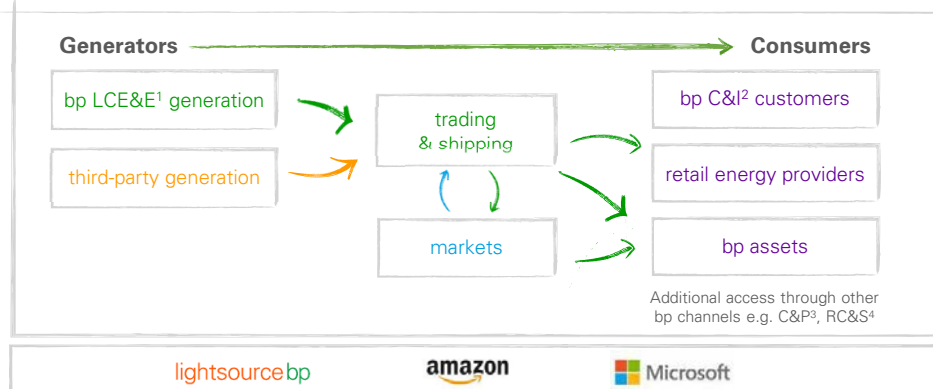 Generators
Consumers
bp LCE&E¹ generation
third-party generation
trading
& shipping
markets
bp C&I² customers
retail energy providers
bp assets
Additional access through other
bp channels e.g. C&P³, RC&S⁴
lightsourcebp
amazon
Microsoft